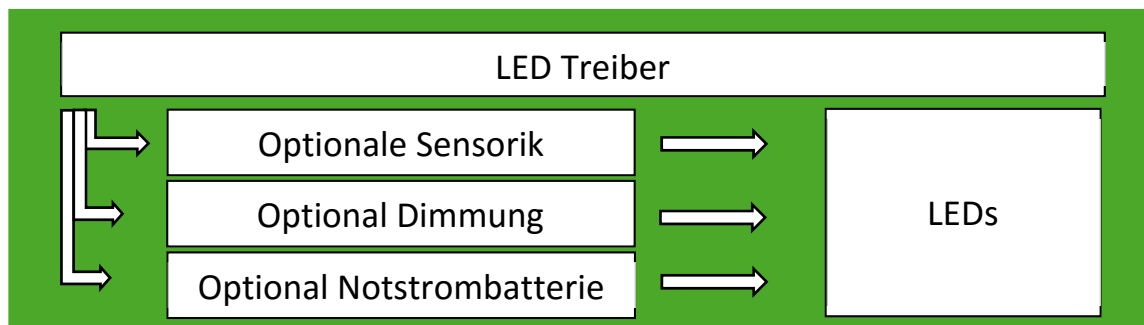 LED Treiber
Optionale Sensorik
Optional Dimmung
LEDs
Optional Notstrombatterie